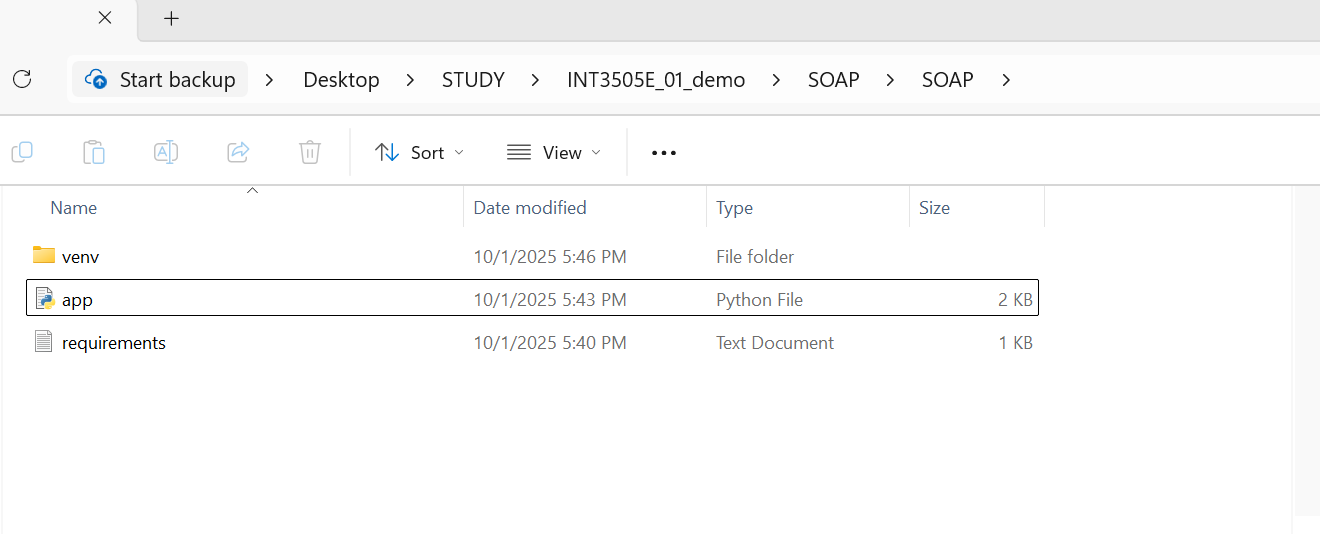 Start backup > Desktop > STUDY > INT3505E_01_demo > SOAP > SOAP >
Sort View
Name Date modified Type Size
venv 10/1/2025 5:46 PM File folder
app 10/1/2025 5:43 PM Python File 2 KB
requirements 10/1/2025 5:40 PM Text Document 1 KB